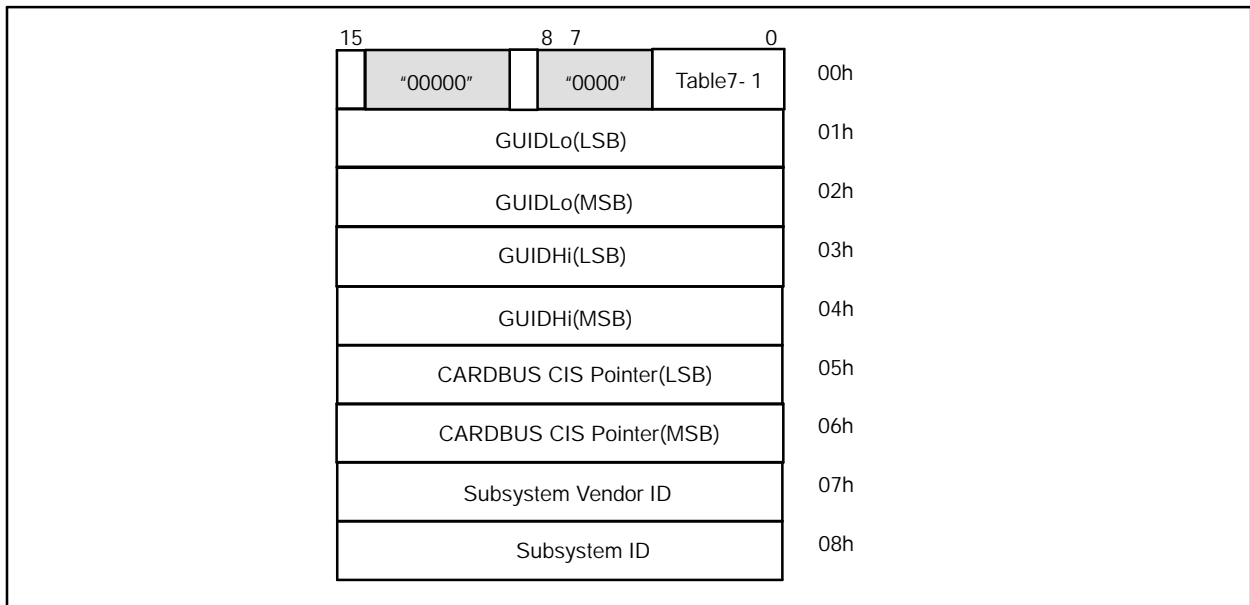 15 8 7 0
"00000" "0000" Table7- 1 00h
GUIDLo(LSB) 01h
GUIDLo(MSB) 02h
GUIDHi(LSB) 03h
GUIDHi(MSB) 04h
CARDBUS CIS Pointer(LSB) 05h
CARDBUS CIS Pointer(MSB) 06h
Subsystem Vendor ID 07h
Subsystem ID 08h